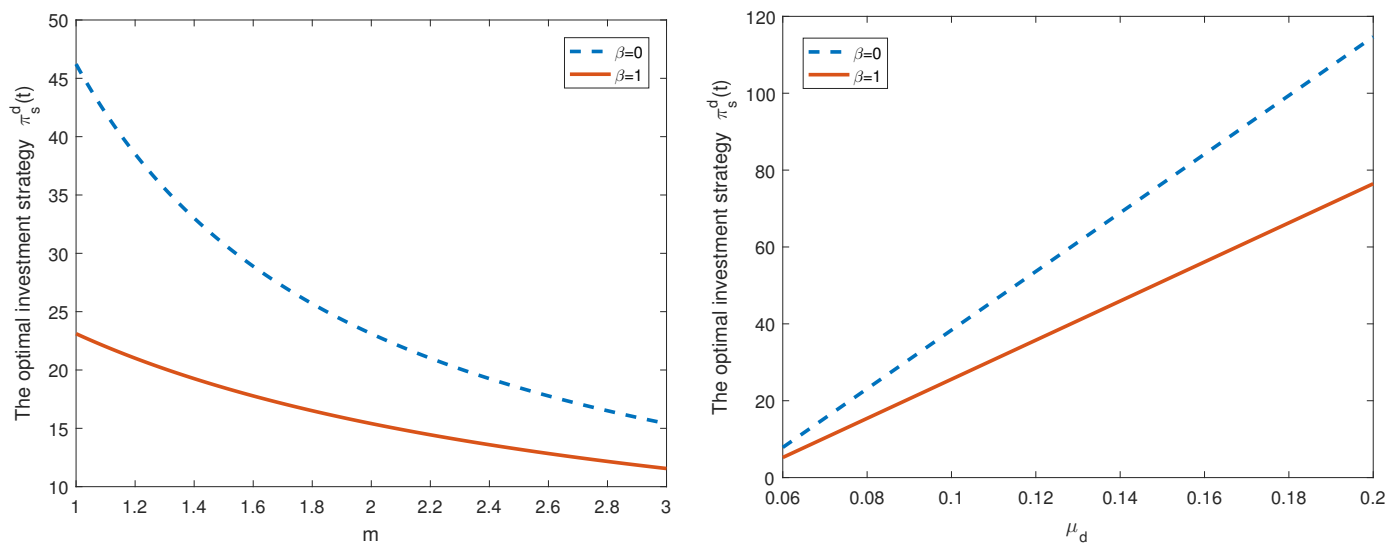 50
45
40
35
30
25
20
15
10
The optimal investment strategy π_s^d(t)
β=0
β=1
1 1.2 1.4 1.6 1.8 2 2.2 2.4 2.6 2.8 3
m
120
100
80
60
40
20
0
The optimal investment strategy π_s^d(t)
β=0
β=1
0.06 0.08 0.1 0.12 0.14 0.16 0.18 0.2
μ_d